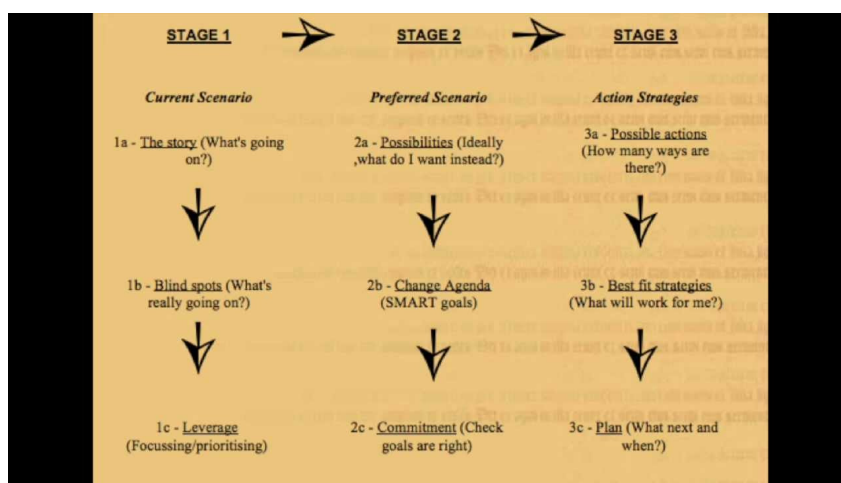 STAGE 1
STAGE 2
STAGE 3
Current Scenario
Preferred Scenario
Action Strategies
1a - The story (What's going
on?)
2a - Possibilities (Ideally
,what do I want instead?)
3a - Possible actions
(How many ways are
there?)
1b - Blind spots (What's
really going on?)
2b - Change Agenda
(SMART goals)
3b - Best fit strategies
(What will work for me?)
1c - Leverage
(Focussing/prioritising)
2c - Commitment (Check
goals are right)
3c - Plan (What next and
when?)